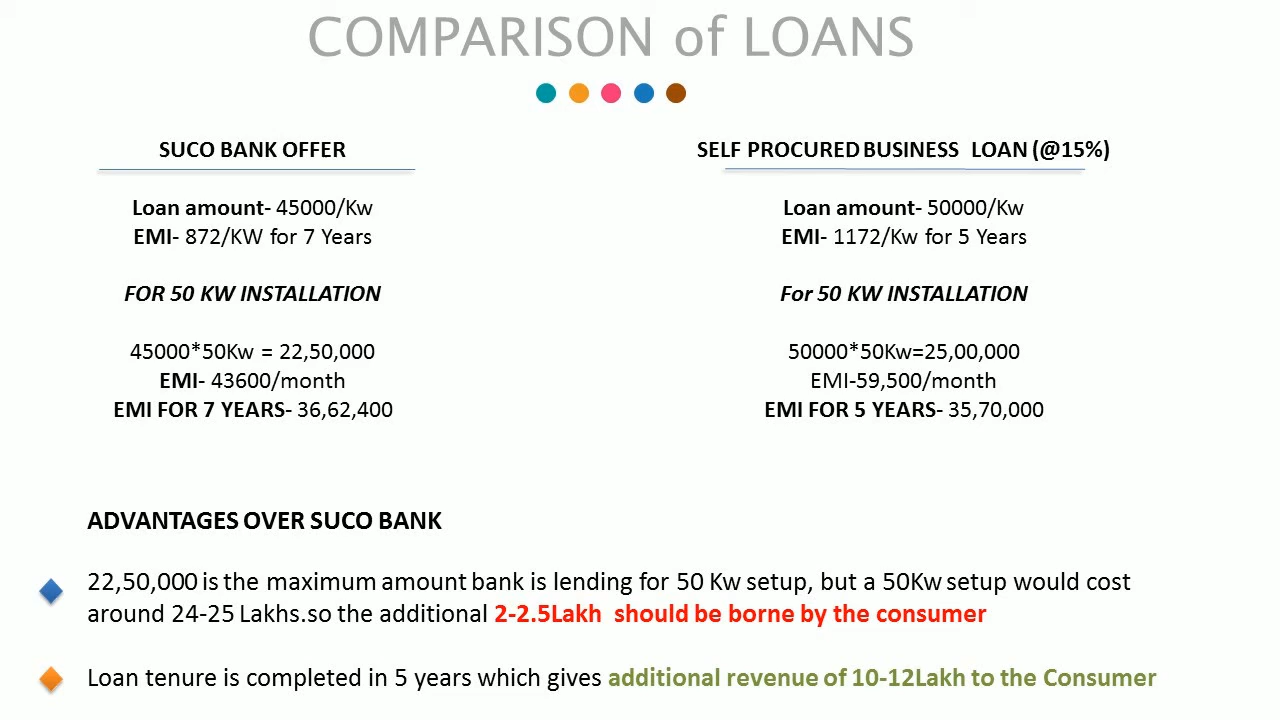 COMPARISON of LOANS
SUCO BANK OFFER
Loan amount- 45000/Kw
EMI- 872/KW for 7 Years
FOR 50 KW INSTALLATION
45000*50Kw = 22,50,000
EMI- 43600/month
EMI FOR 7 YEARS- 36,62,400
SELF PROCURED BUSINESS LOAN (@15%)
Loan amount- 50000/Kw
EMI- 1172/Kw for 5 Years
For 50 KW INSTALLATION
50000*50Kw=25,00,000
EMI-59,500/month
EMI FOR 5 YEARS- 35,70,000
ADVANTAGES OVER SUCO BANK
22,50,000 is the maximum amount bank is lending for 50 Kw setup, but a 50Kw setup would cost
around 24-25 Lakhs.so the additional 2-2.5Lakh should be borne by the consumer
Loan tenure is completed in 5 years which gives additional revenue of 10-12Lakh to the Consumer